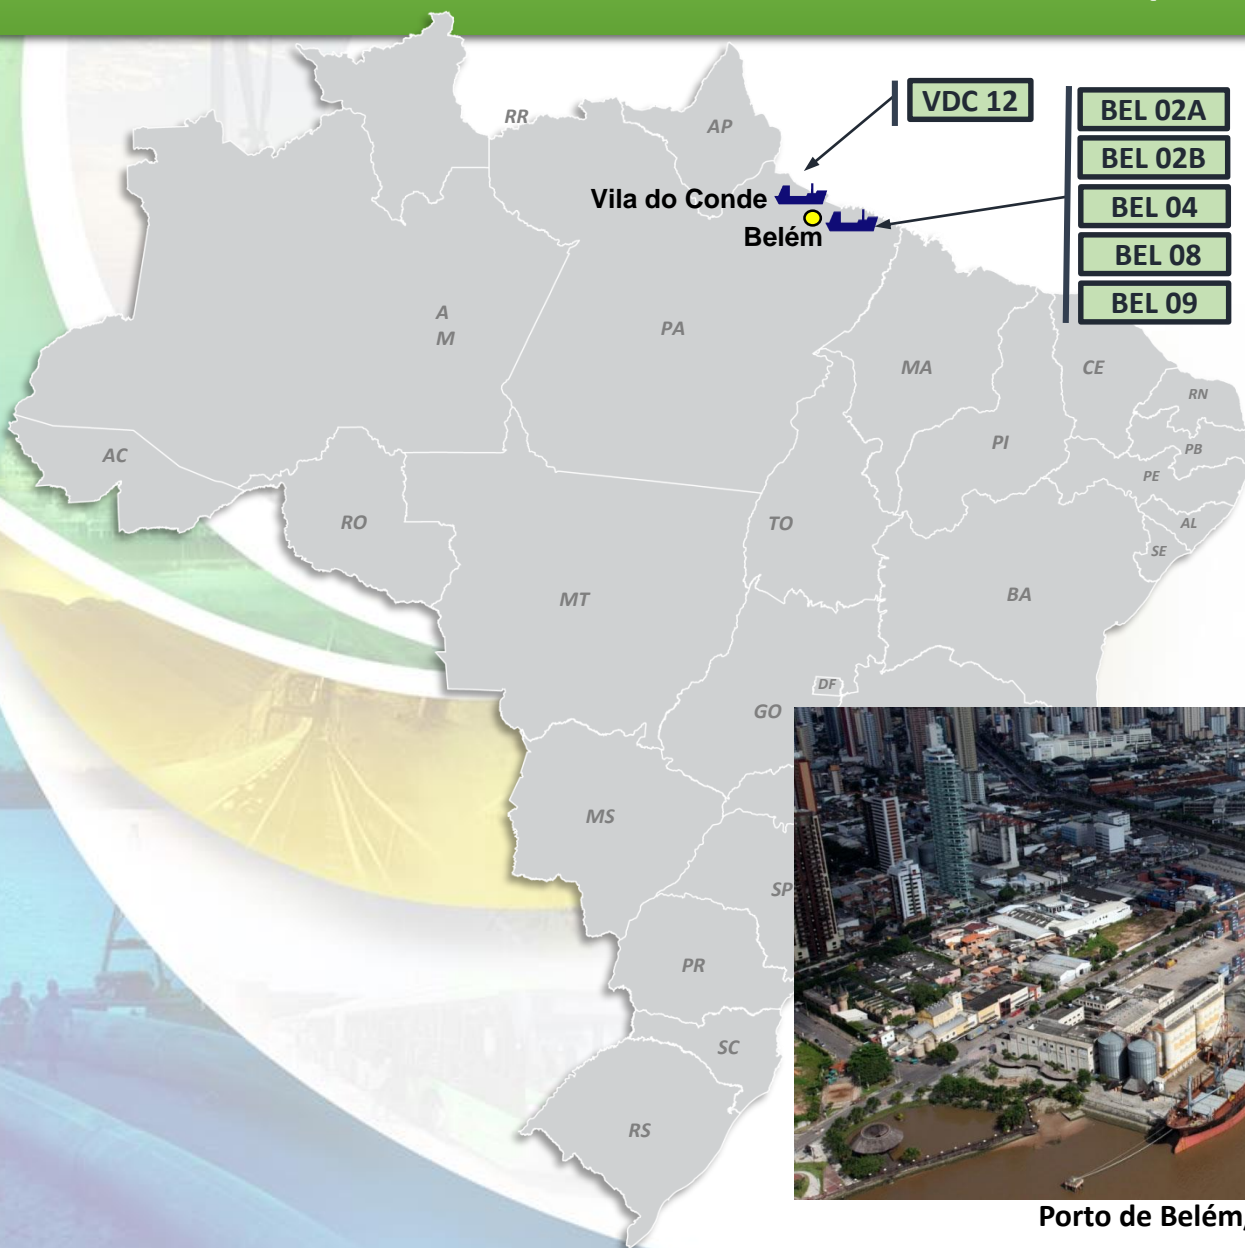 VDC 12
BEL 02A
BEL 02B
BEL 04
BEL 08
BEL 09
RR
AP
Vila do Conde
Belém
A
M
PA
MA
CE
RN
PI
PB
PE
AC
AL
RO
TO
SE
MT
BA
DF
GO
MS
SP
PR
SC
RS
Porto de Belém,